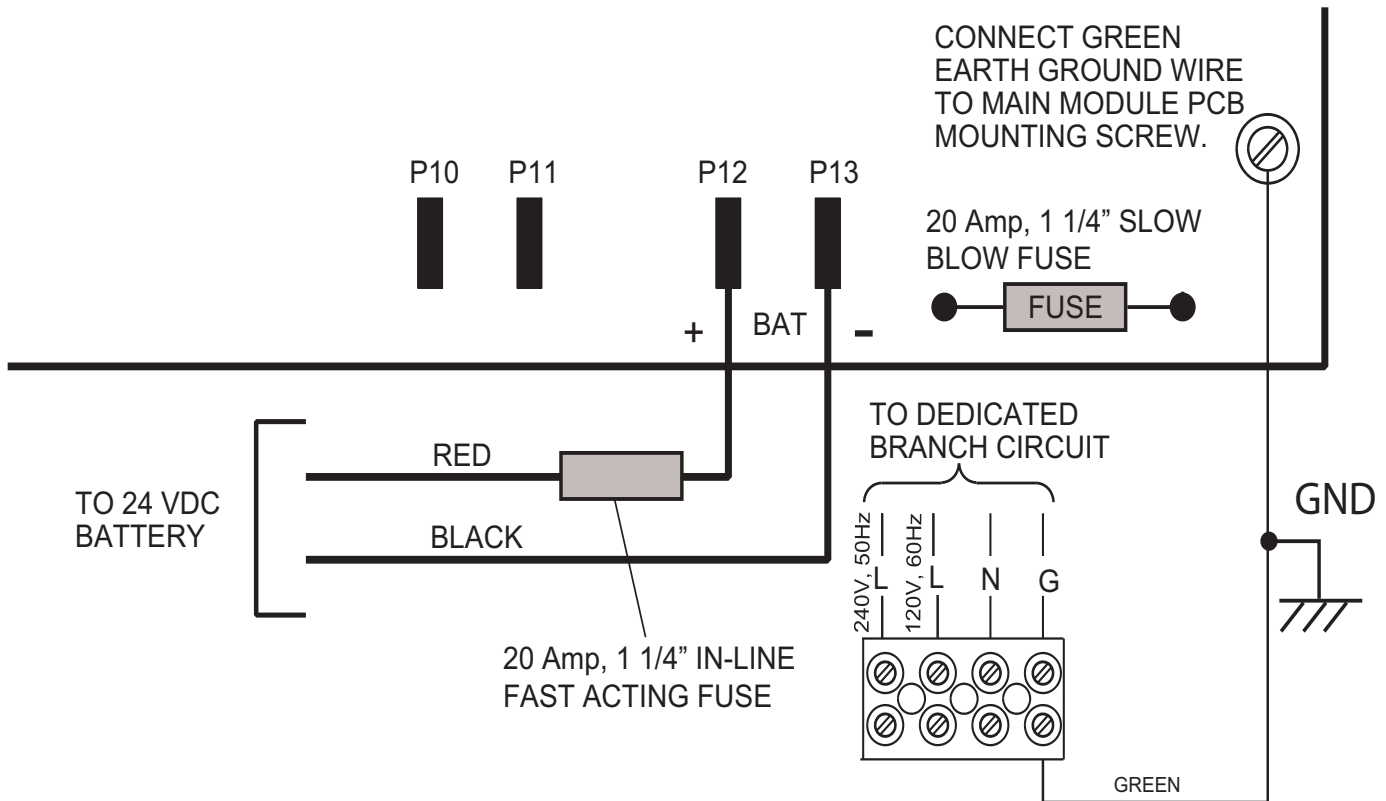 CONNECT GREEN
EARTH GROUND WIRE
TO MAIN MODULE PCB
MOUNTING SCREW.
P10
P11
P12
P13
20 Amp, 1 1/4” SLOW
BLOW FUSE
FUSE
+
BAT
-
TO DEDICATED
BRANCH CIRCUIT
RED
TO 24 VDC
BATTERY
BLACK
GND
240V, 50Hz
L
120V, 60Hz
L
N
G
20 Amp, 1 1/4” IN-LINE
FAST ACTING FUSE
GREEN